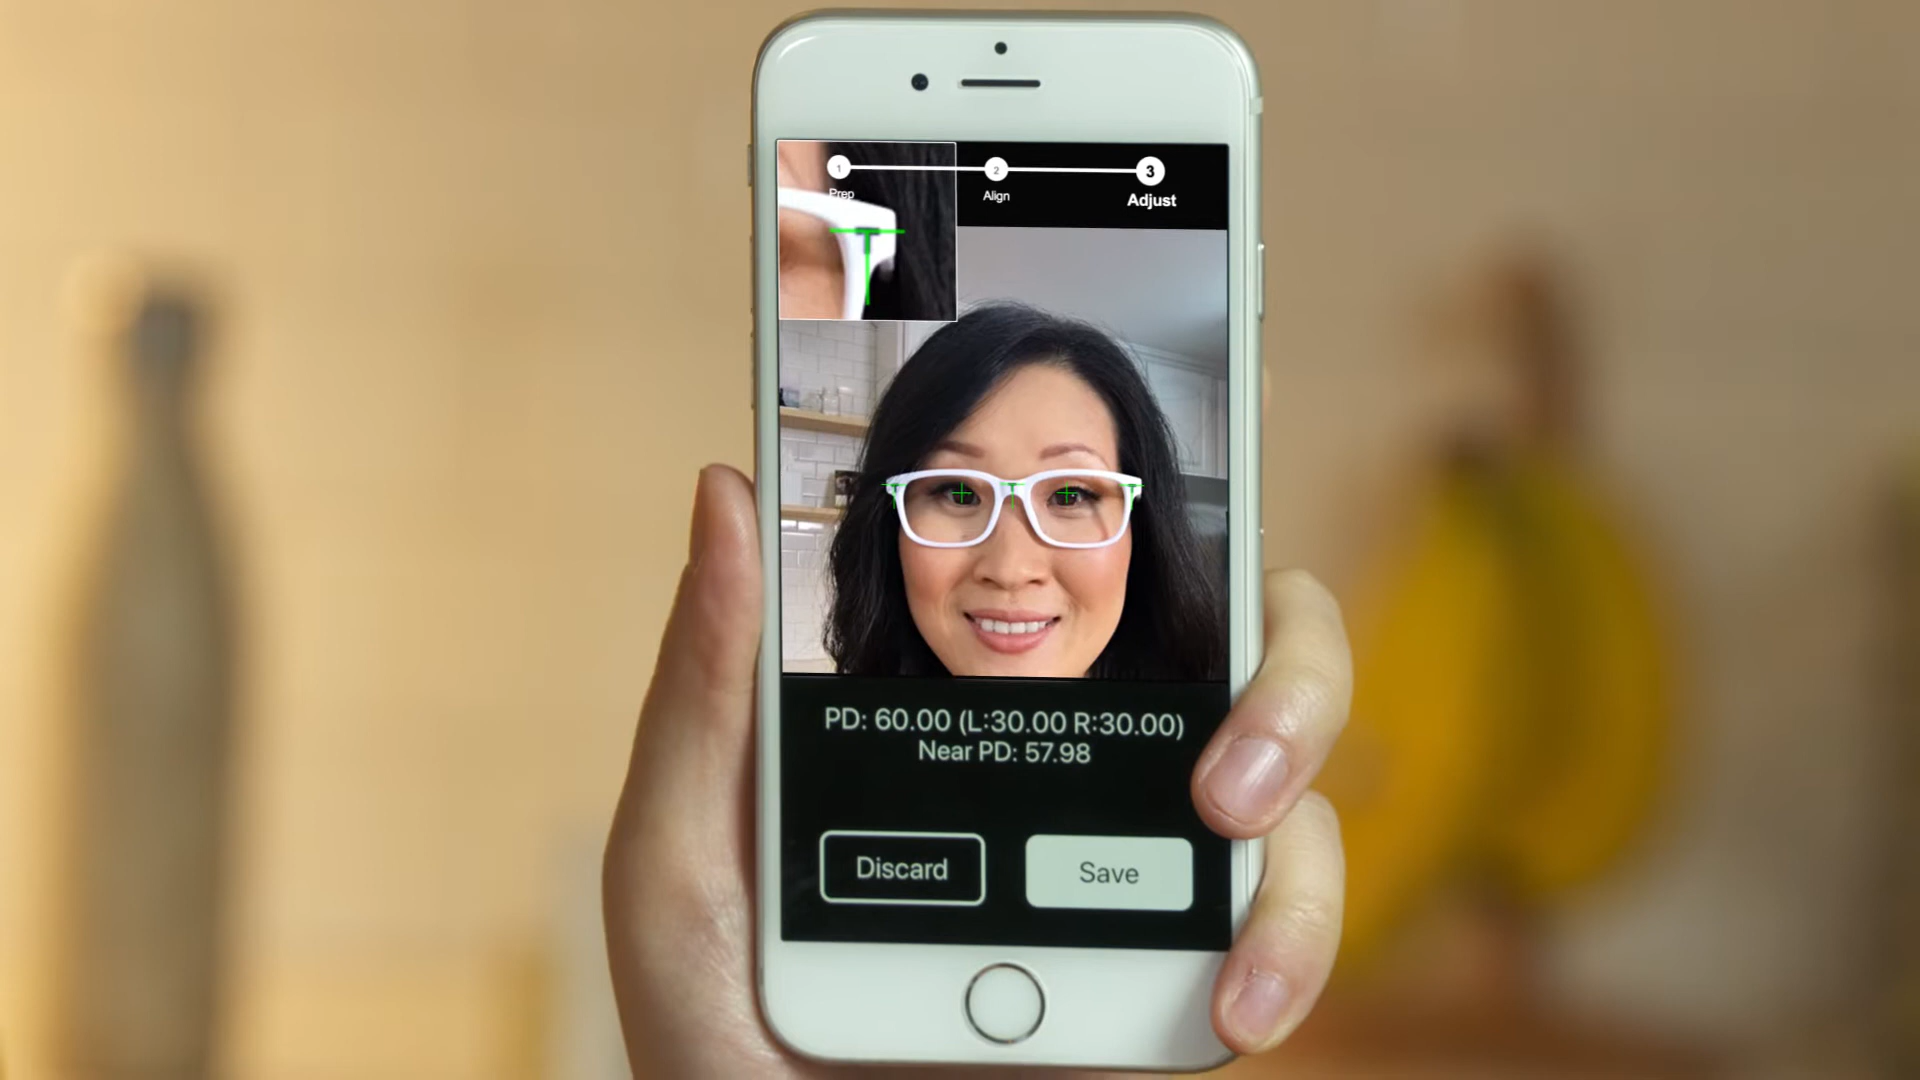 1 2 3
Prep Align Adjust
PD: 60.00 (L:30.00 R:30.00)
Near PD: 57.98
Discard Save